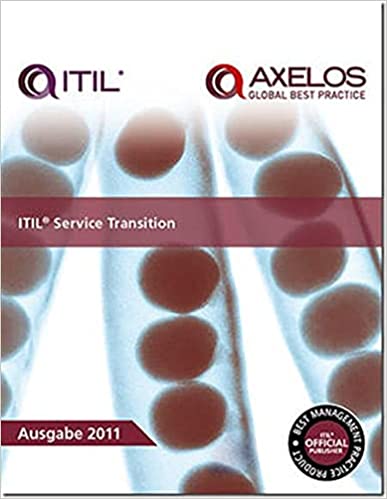 ITIL®
AXELOS
GLOBAL BEST PRACTICE
ITIL® Service Transition
Ausgabe 2011
BEST MANAGEMENT PRACTICE PRODUCT
ITIL®
OFFICIAL
PUBLISHER